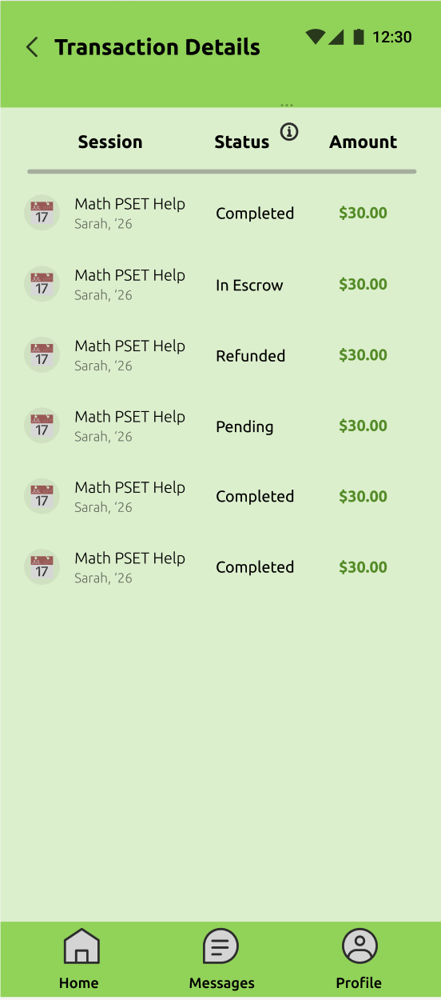 12:30
Transaction Details
Session Status Amount
JUL
17
Math PSET Help
Sarah, ‘26
Completed
$30.00
JUL
17
Math PSET Help
Sarah, ‘26
In Escrow
$30.00
JUL
17
Math PSET Help
Sarah, ‘26
Refunded
$30.00
JUL
17
Math PSET Help
Sarah, ‘26
Pending
$30.00
JUL
17
Math PSET Help
Sarah, ‘26
Completed
$30.00
JUL
17
Math PSET Help
Sarah, ‘26
Completed
$30.00
Home Messages Profile